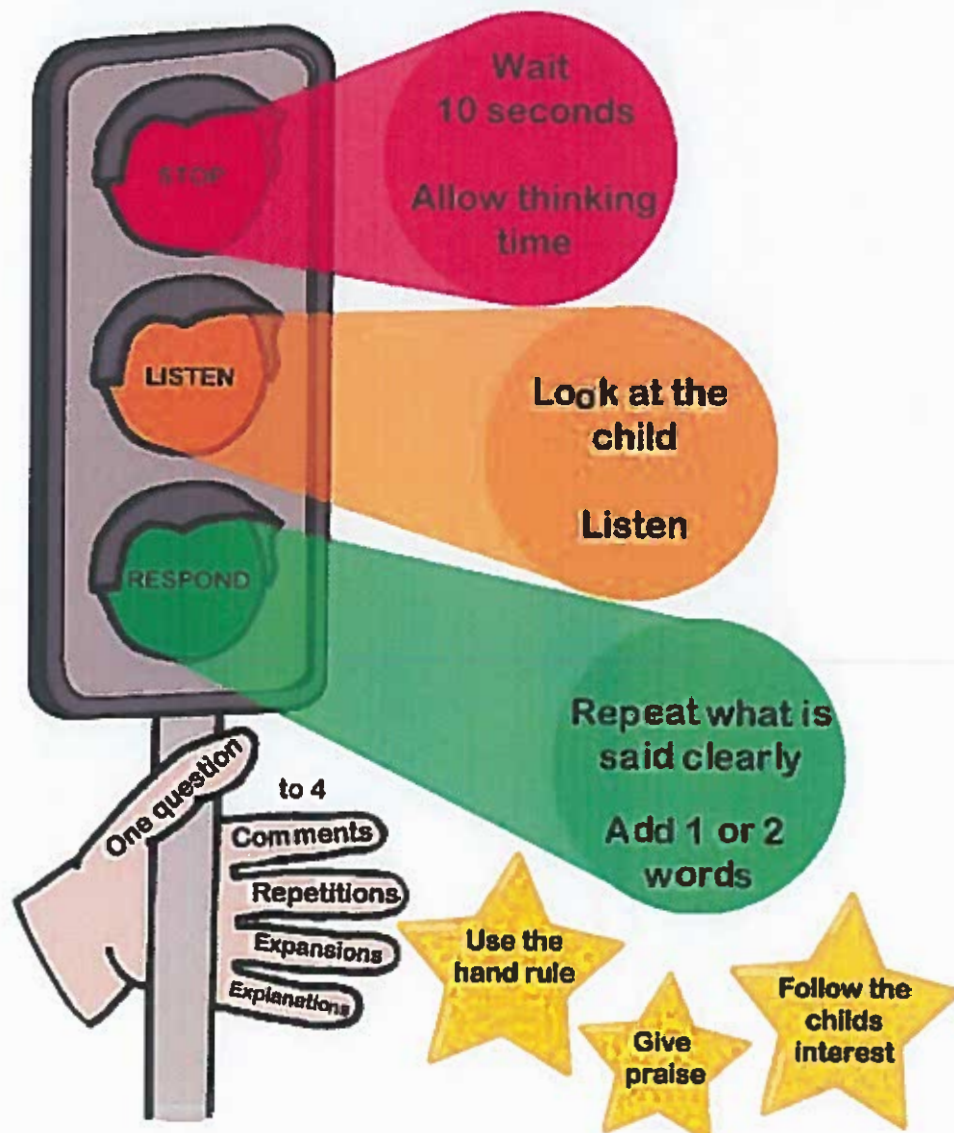 STOP
Wait
10 seconds
Allow thinking
time
LISTEN
Look at the
child
Listen
RESPOND
Repeat what is
said clearly
Add 1 or 2
words
One question
to 4
Comments
Repetitions
Expansions
Explanations
Use the
hand rule
Give
praise
Follow the
childs
interest